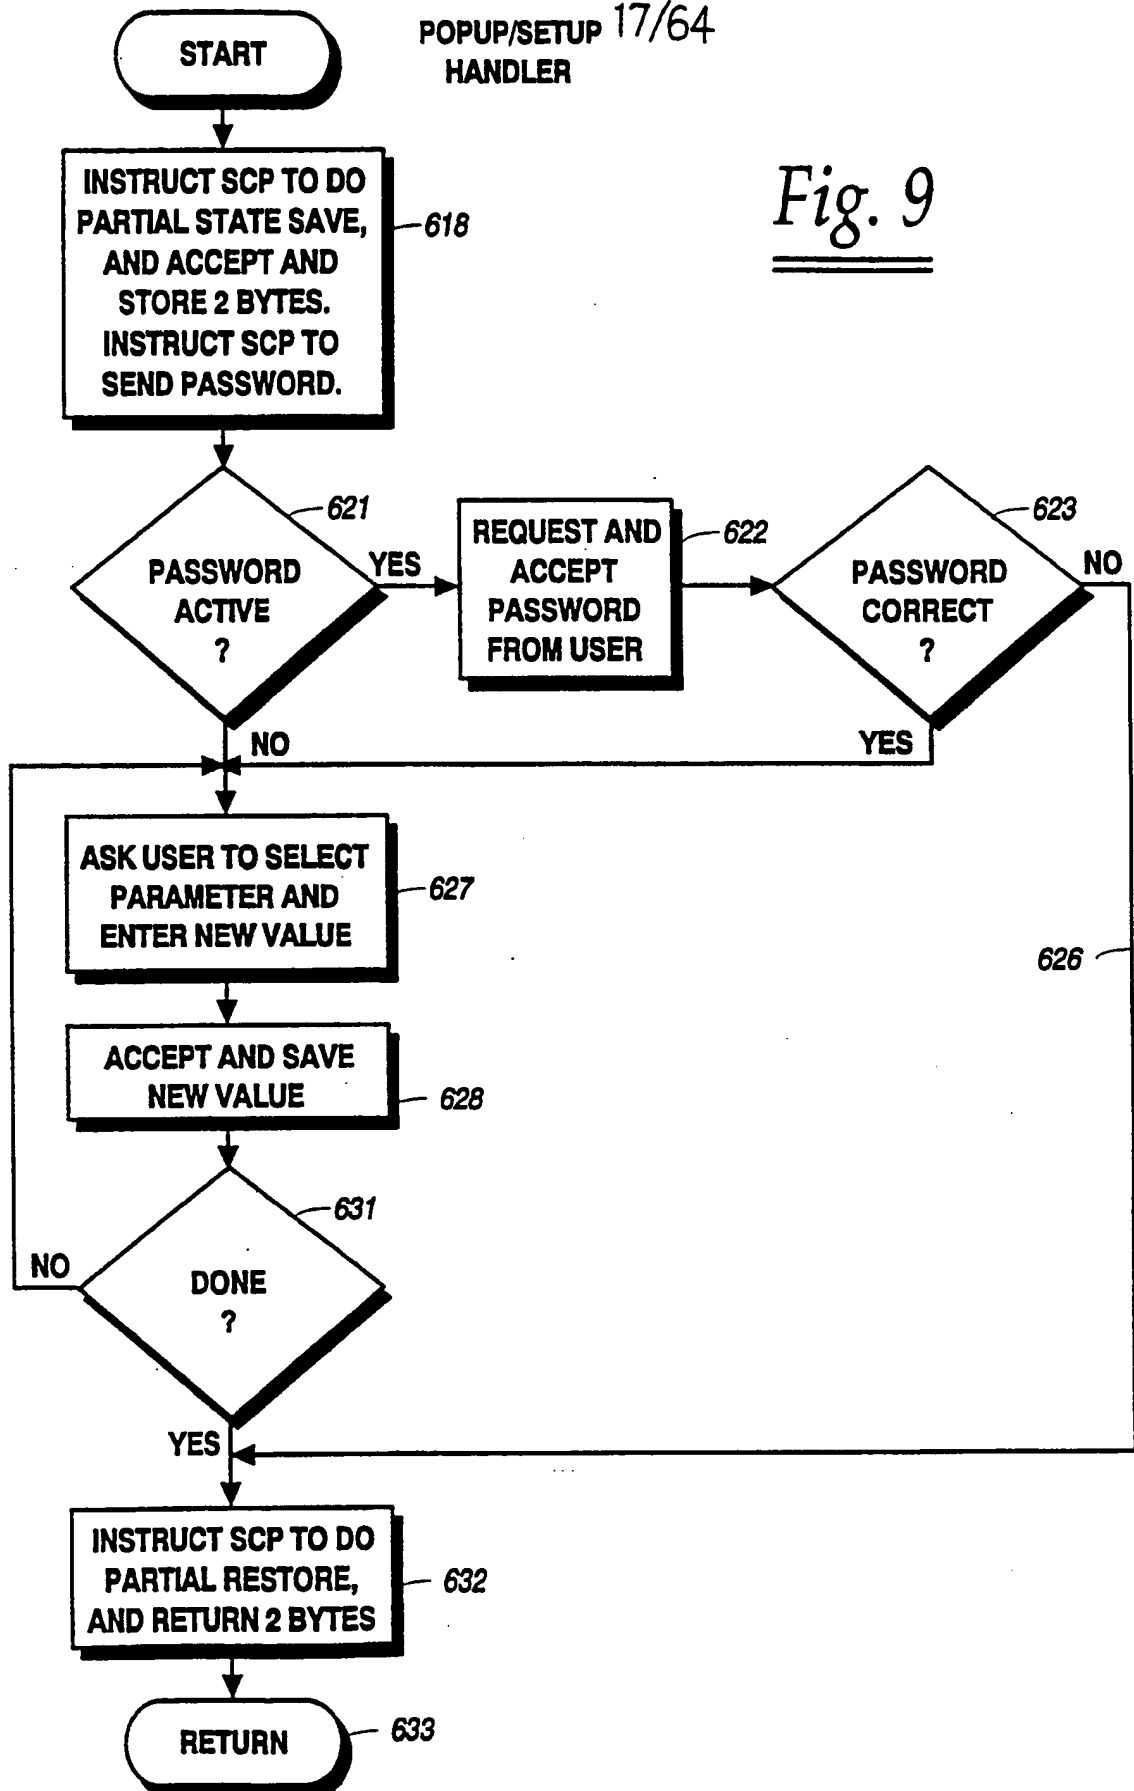 START
POPUP/SETUP 17/64
HANDLER
Fig. 9
INSTRUCT SCP TO DO
PARTIAL STATE SAVE,
AND ACCEPT AND
STORE 2 BYTES.
INSTRUCT SCP TO
SEND PASSWORD.
618
621
PASSWORD
ACTIVE
?
YES
NO
REQUEST AND
ACCEPT
PASSWORD
FROM USER
622
623
PASSWORD
CORRECT
?
NO
YES
626
ASK USER TO SELECT
PARAMETER AND
ENTER NEW VALUE
627
ACCEPT AND SAVE
NEW VALUE
628
631
DONE
?
NO
YES
INSTRUCT SCP TO DO
PARTIAL RESTORE,
AND RETURN 2 BYTES
632
RETURN
633